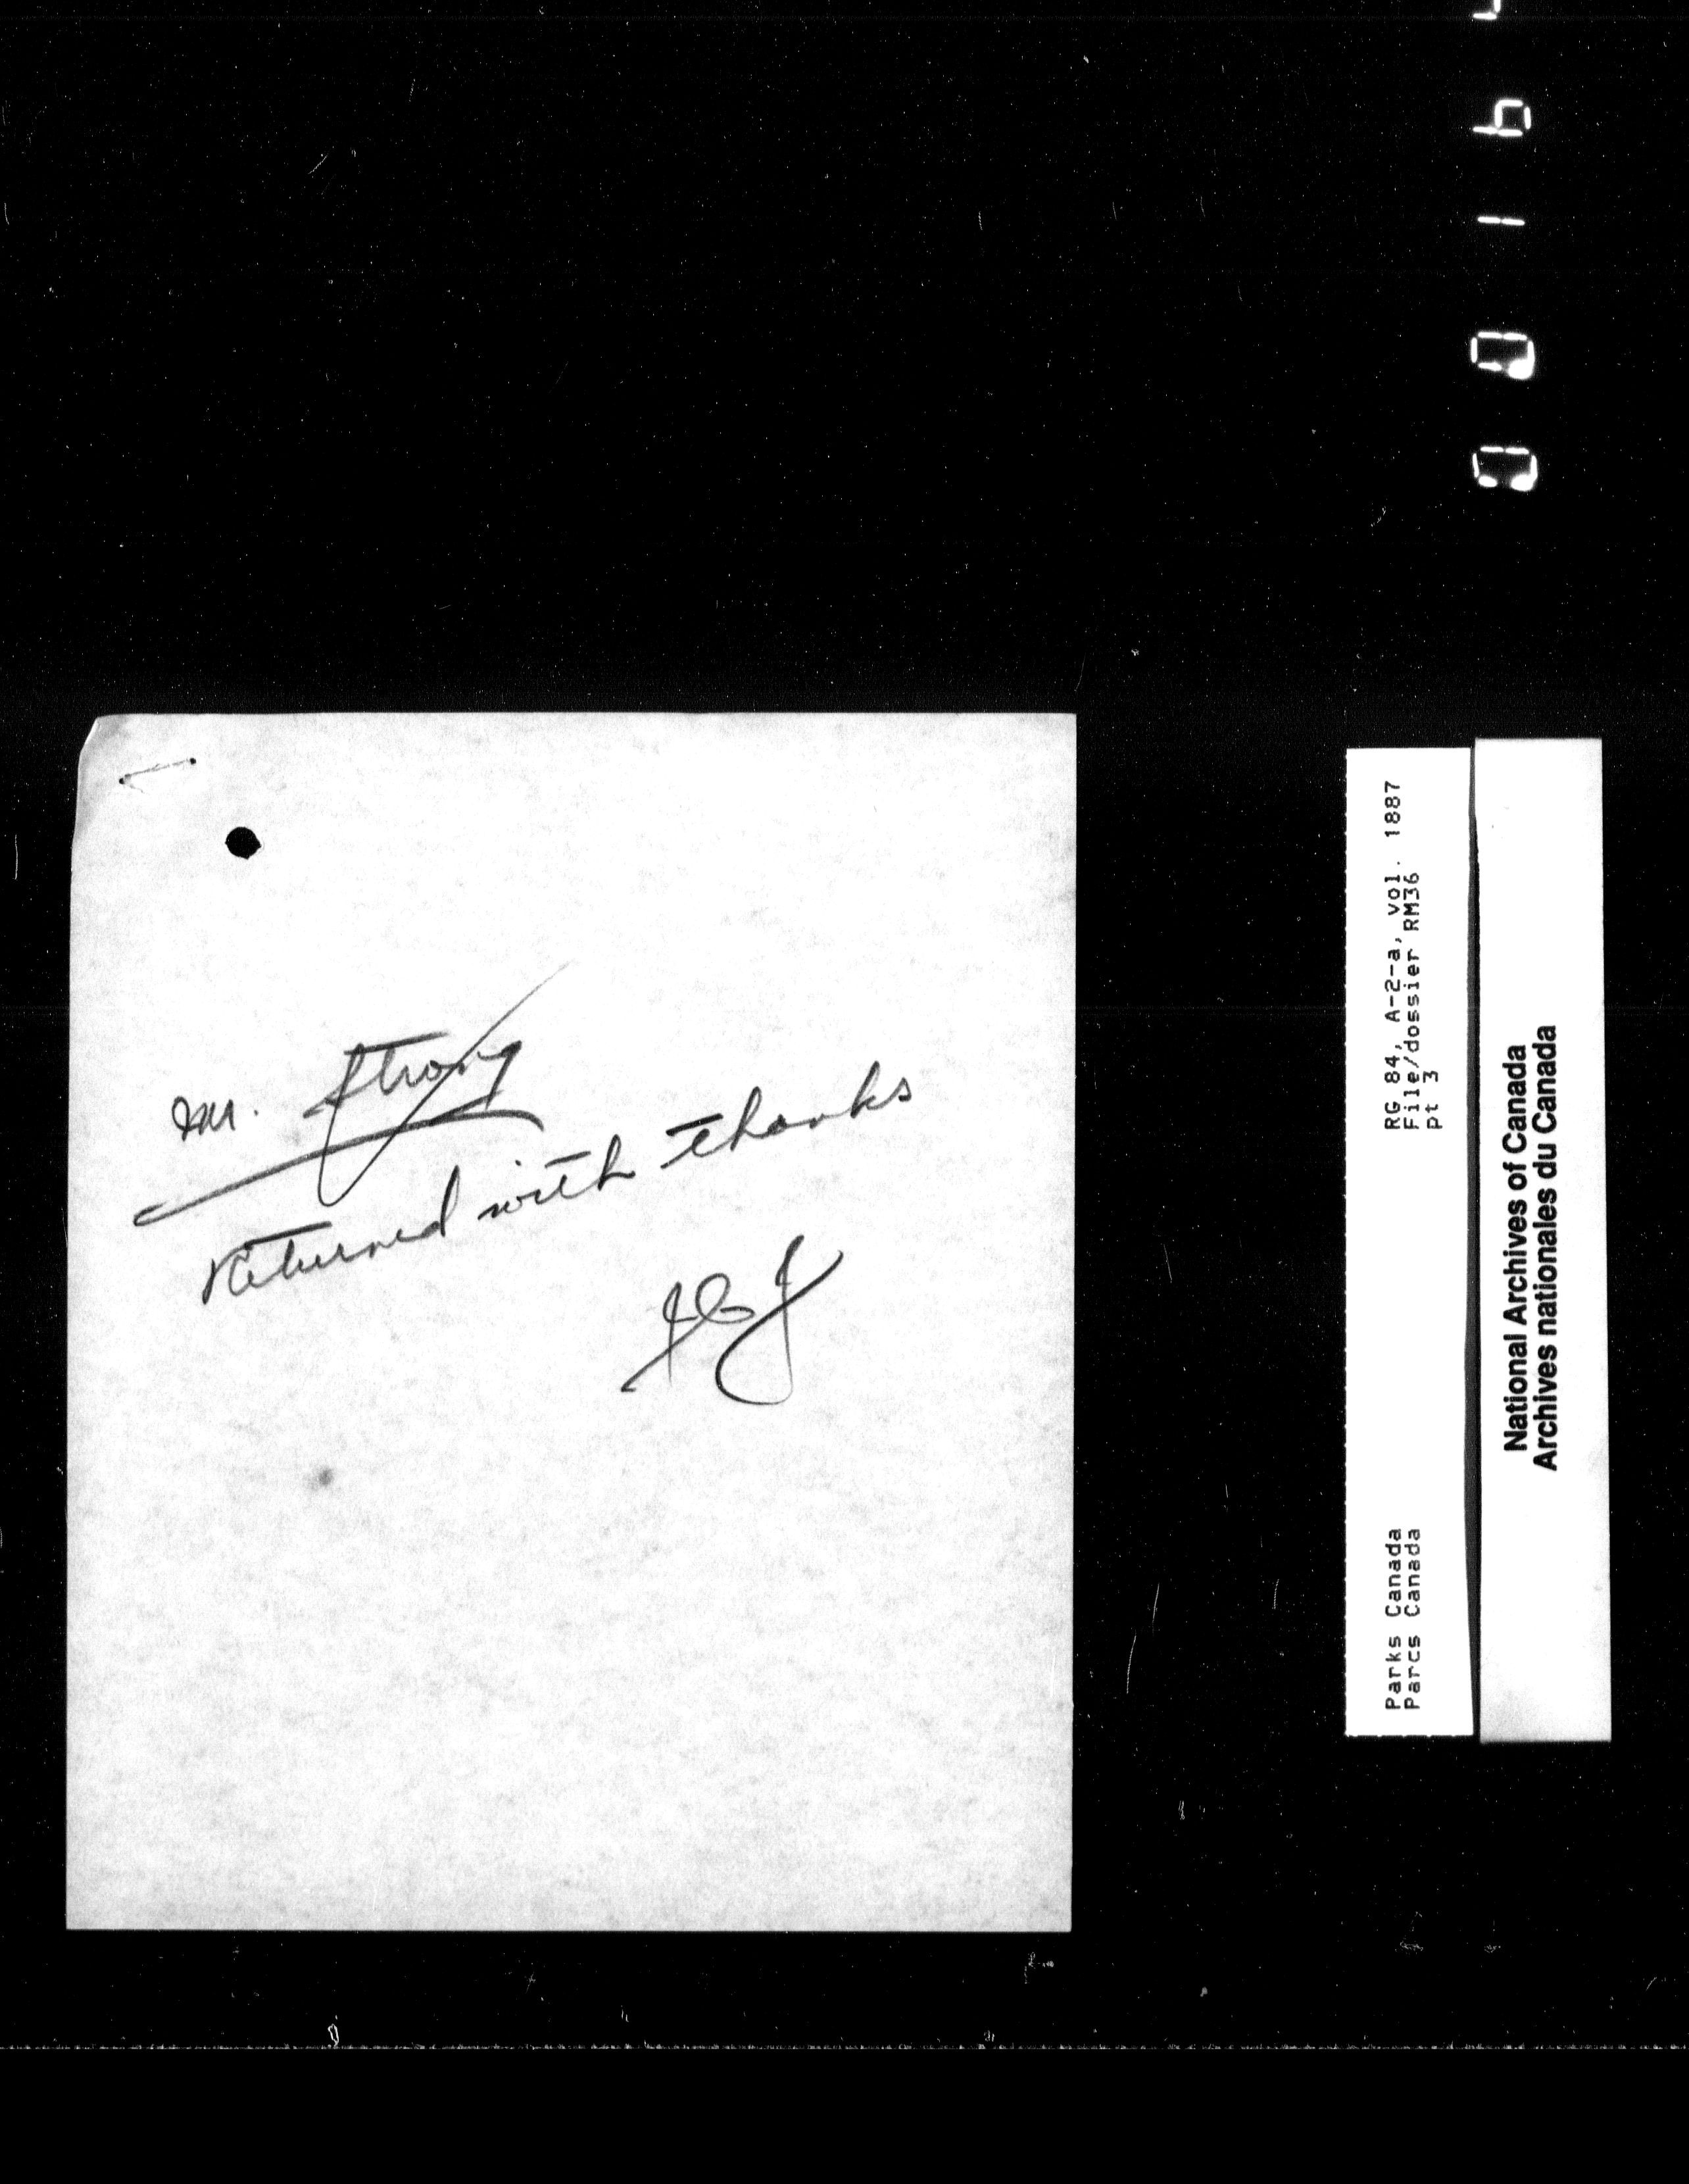 Mr. Strong
Returned with thanks
Parks Canada
Parcs Canada
RG 84, A-2-a, vol. 1887
File/dossier RM36
pt 3
National Archives of Canada
Archives nationales du Canada